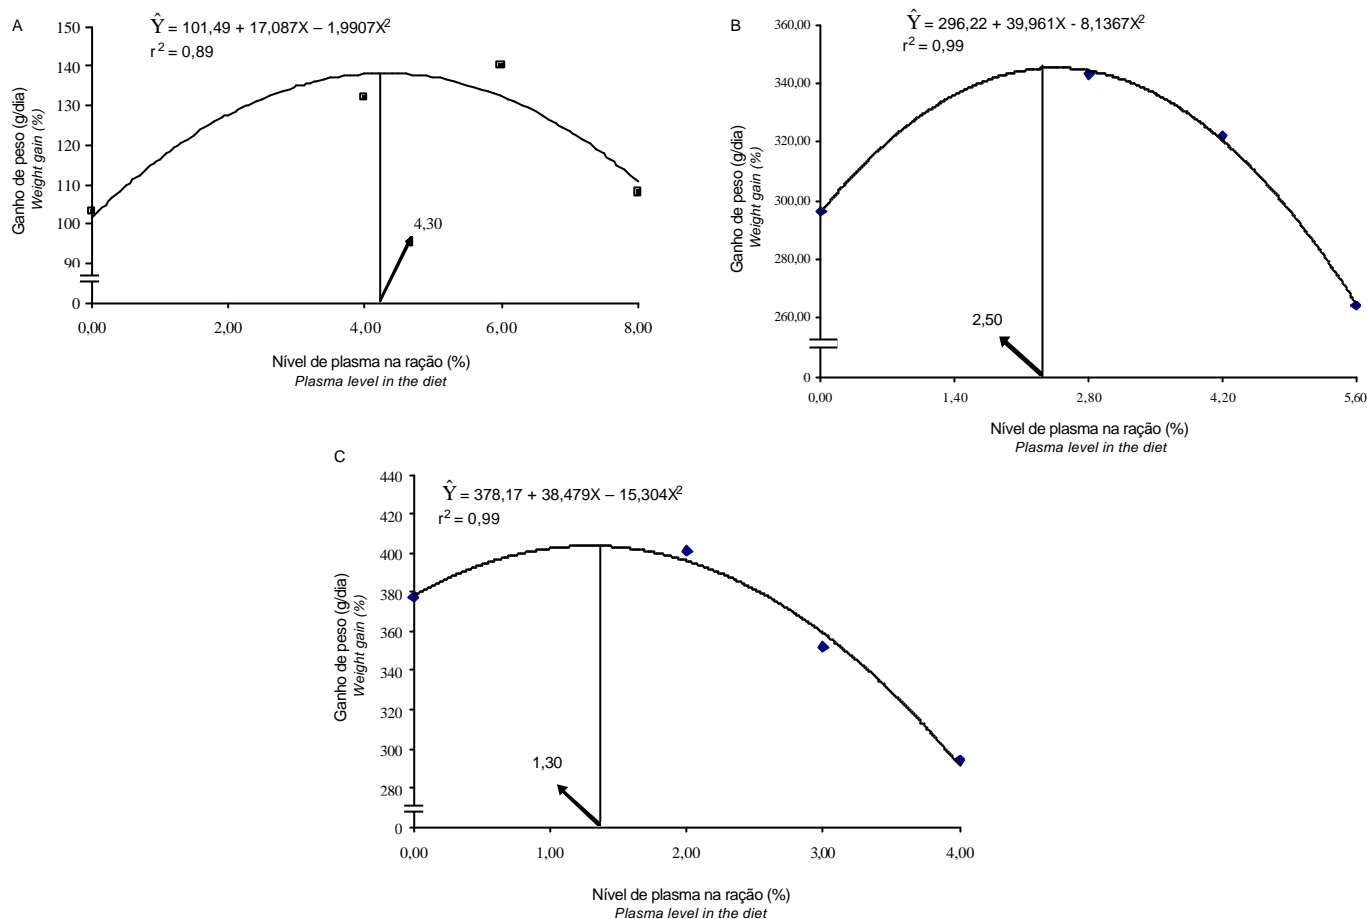 A
Ŷ = 101,49 + 17,087X – 1,9907X²
r² = 0,89
150
140
130
120
110
100
90
0
Ganho de peso (g/dia)
Weight gain (%)
4,30
0,00 2,00 4,00 6,00 8,00
Nível de plasma na ração (%)
Plasma level in the diet
B
Ŷ = 296,22 + 39,961X - 8,1367X²
r² = 0,99
360,00
340,00
320,00
300,00
280,00
260,00
0
Ganho de peso (g/dia)
Weight gain (%)
2,50
0,00 1,40 2,80 4,20 5,60
Nível de plasma na ração (%)
Plasma level in the diet
C
Ŷ = 378,17 + 38,479X – 15,304X²
r² = 0,99
440
420
400
380
360
340
320
300
280
0
Ganho de peso (g/dia)
Weight gain (%)
1,30
0,00 1,00 2,00 3,00 4,00
Nível de plasma na ração (%)
Plasma level in the diet